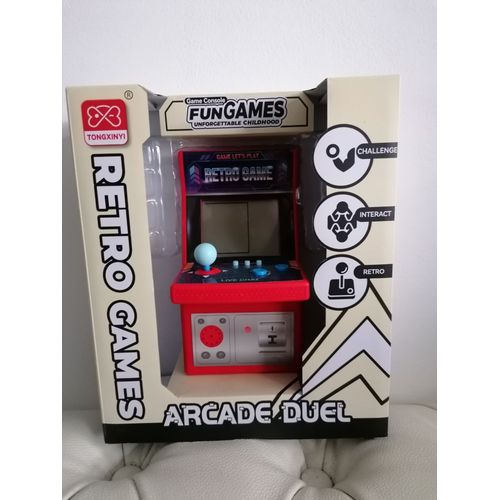 ®
TONGXINYI
RETRO GAMES
Game Console
FUNGAMES
UNFORGETTABLE CHILDHOOD
GAME LET'S PLAY
RETRO GAME
CHALLENGE
INTERACT
RETRO
ARCADE DUEL